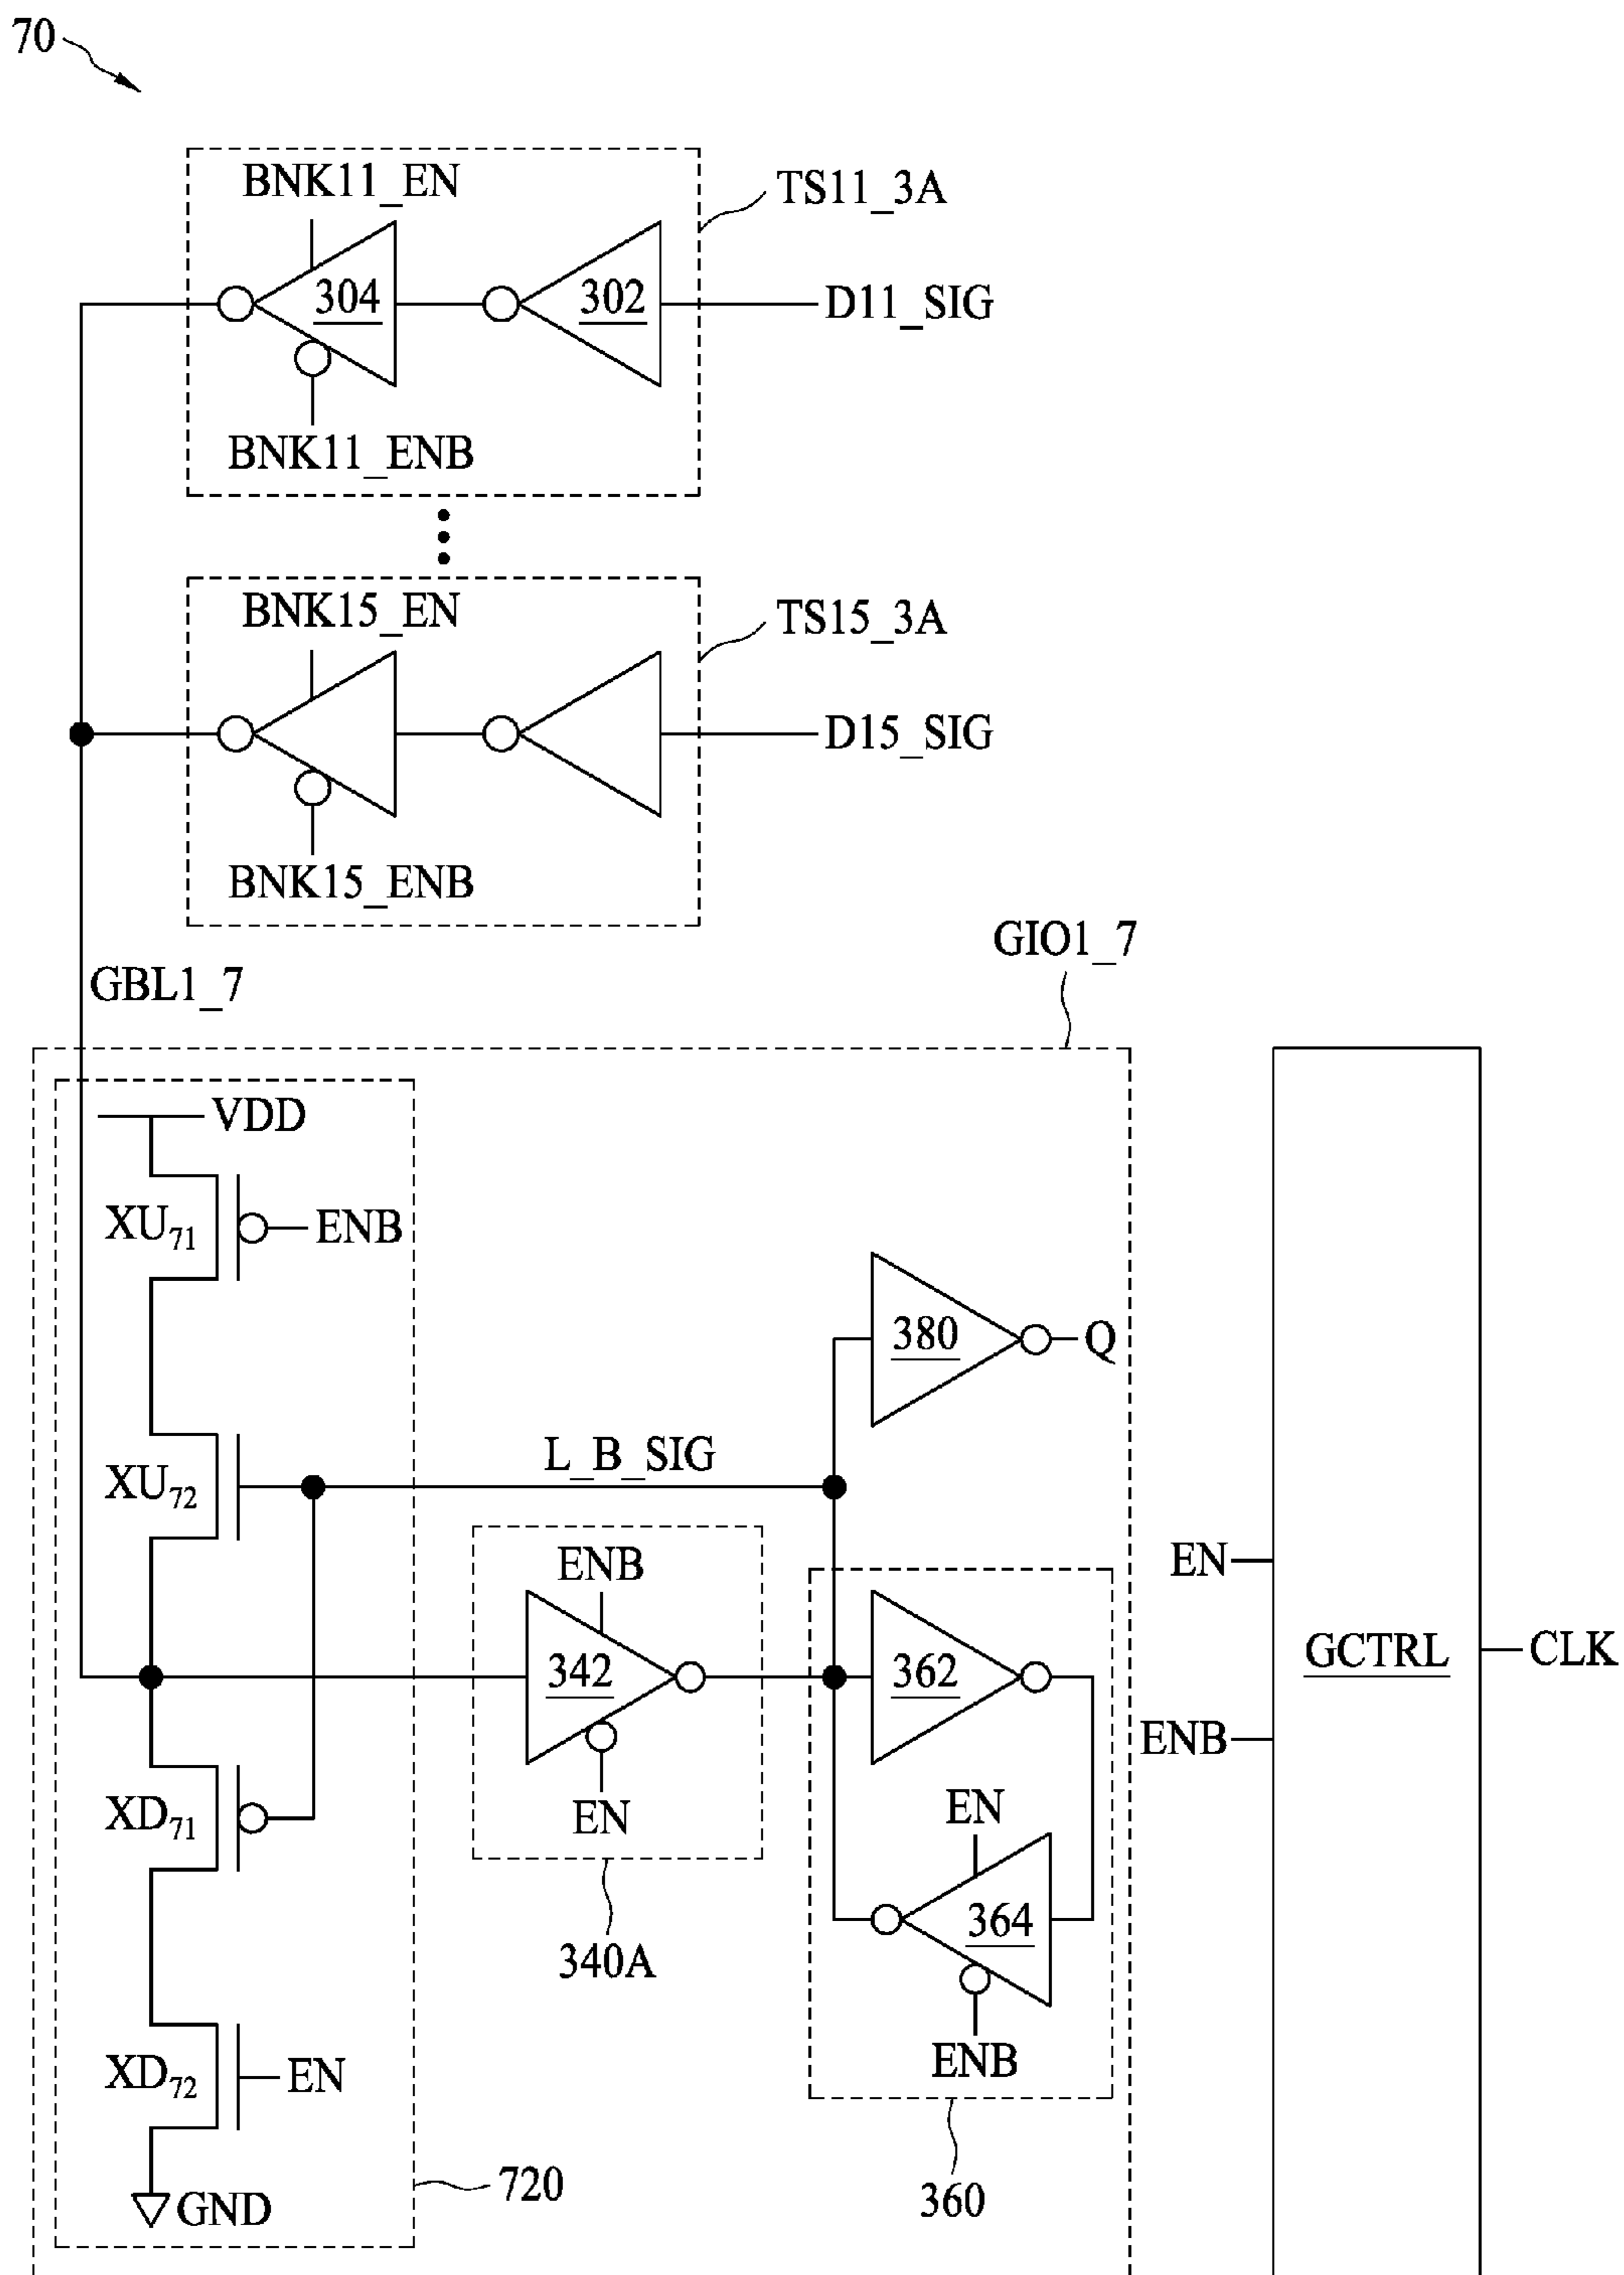 70
BNK11_EN
TS11_3A
304
302
D11_SIG
BNK11_ENB
BNK15_EN
TS15_3A
D15_SIG
BNK15_ENB
GIO1_7
GBL1_7
VDD
XU71
ENB
380
Q
L_B_SIG
XU72
ENB
EN
342
362
GCTRL
CLK
ENB
XD71
EN
EN
364
340A
ENB
XD72
EN
720
360
GND